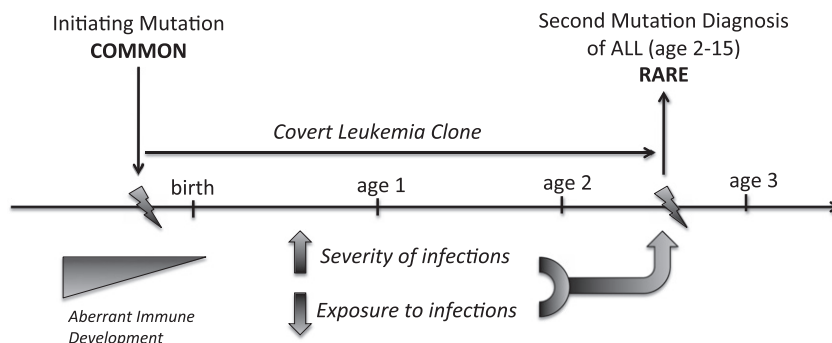 Initiating Mutation
COMMON
Second Mutation Diagnosis
of ALL (age 2-15)
RARE
Covert Leukemia Clone
birth
age 1
age 2
age 3
Severity of infections
Exposure to infections
Aberrant Immune
Development